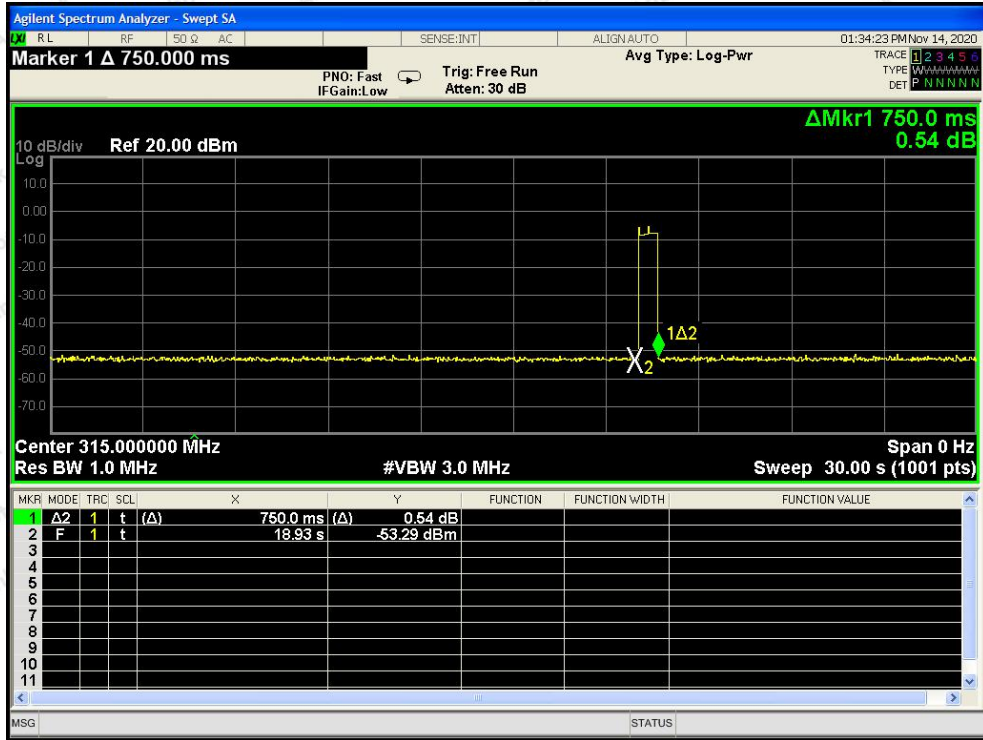 Agilent Spectrum Analyzer - Swept SA
LXI RL RF 50 Ω AC SENSE:INT ALIGN AUTO 01:34:23 PM Nov 14, 2020
Marker 1 Δ 750.000 ms
PNO: Fast
IFGain:Low
Trig: Free Run
Atten: 30 dB
Avg Type: Log-Pwr
TRACE 1 2 3 4 5 6
TYPE WWWWWW
DET P N N N N N
ΔMkr1 750.0 ms
0.54 dB
10 dB/div Ref 20.00 dBm
Log
10.0
0.00
-10.0
-20.0
-30.0
-40.0
-50.0
-60.0
-70.0
1Δ2
X2
Center 315.000000 MHz Span 0 Hz
Res BW 1.0 MHz #VBW 3.0 MHz Sweep 30.00 s (1001 pts)
MKR MODE TRC SCL X Y FUNCTION FUNCTION WIDTH FUNCTION VALUE
1 Δ2 1 t (Δ) 750.0 ms (Δ) 0.54 dB
2 F 1 t 18.93 s -53.29 dBm
3
4
5
6
7
8
9
10
11
MSG STATUS